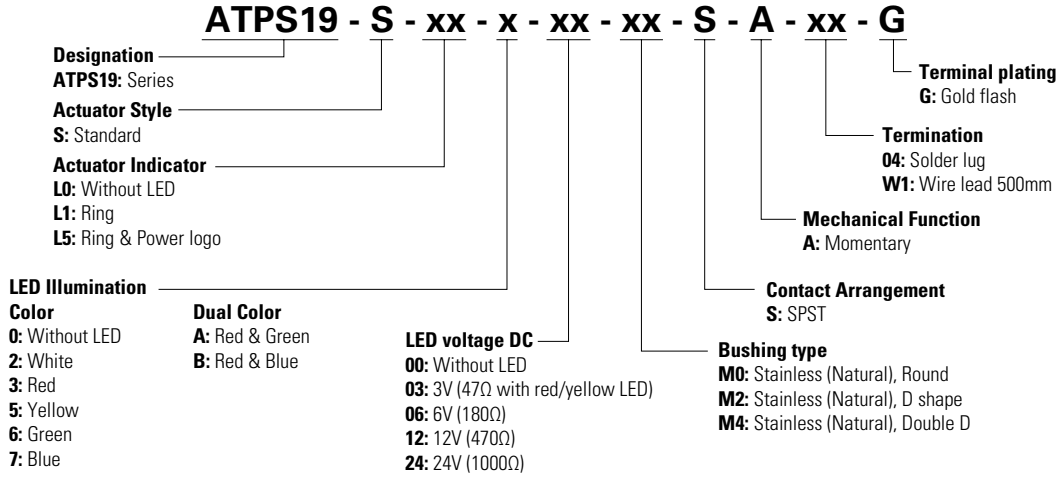 ATPS19 - S - xx - x - xx - xx - S - A - xx - G
Designation
ATPS19: Series
Actuator Style
S: Standard
Actuator Indicator
L0: Without LED
L1: Ring
L5: Ring & Power logo
LED Illumination
Color
0: Without LED
2: White
3: Red
5: Yellow
6: Green
7: Blue
Dual Color
A: Red & Green
B: Red & Blue
LED voltage DC
00: Without LED
03: 3V (47Ω with red/yellow LED)
06: 6V (180Ω)
12: 12V (470Ω)
24: 24V (1000Ω)
Bushing type
M0: Stainless (Natural), Round
M2: Stainless (Natural), D shape
M4: Stainless (Natural), Double D
Contact Arrangement
S: SPST
Mechanical Function
A: Momentary
Termination
04: Solder lug
W1: Wire lead 500mm
Terminal plating
G: Gold flash